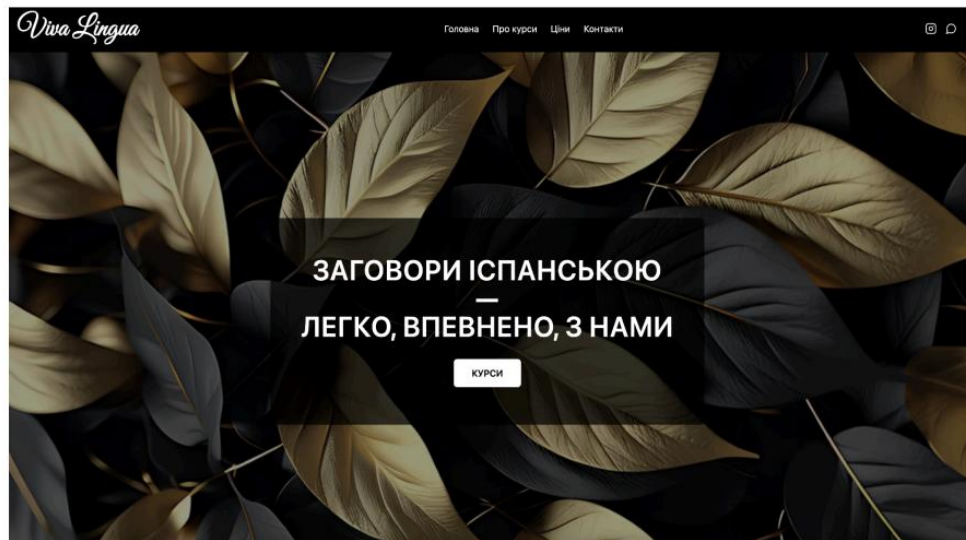 Viva Lingua
Головна Про курси Ціни Контакти
ЗАГОВОРИ ІСПАНСЬКОЮ
—
ЛЕГКО, ВПЕВНЕНО, З НАМИ
КУРСИ